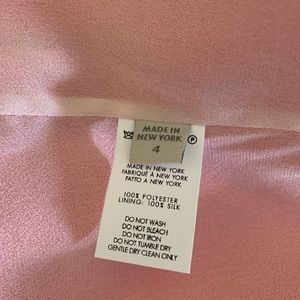 MADE IN
NEW YORK
4
MADE IN NEW YORK
FABRIQUÉ A NEW YORK
FATTO A NEW YORK
100% POLYESTER
LINING: 100% SILK
DO NOT WASH
DO NOT BLEACH
DO NOT IRON
DO NOT TUMBLE DRY
GENTLE DRY CLEAN ONLY